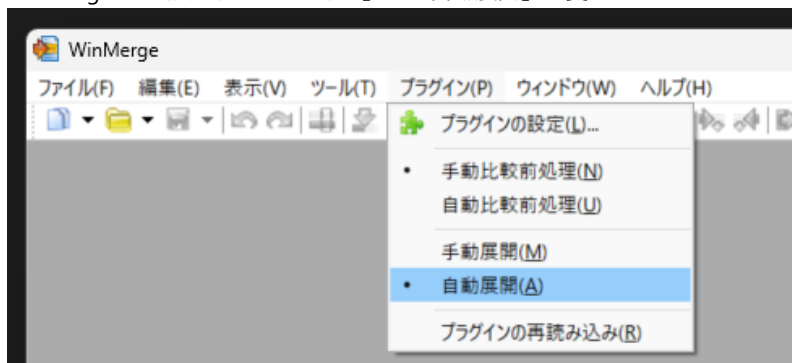 WinMerge
ファイル(F) 編集(E) 表示(V) ツール(T) プラグイン(P) ウィンドウ(W) ヘルプ(H)
プラグインの設定(L)...
手動比較前処理(N)
自動比較前処理(U)
手動展開(M)
自動展開(A)
プラグインの再読み込み(R)